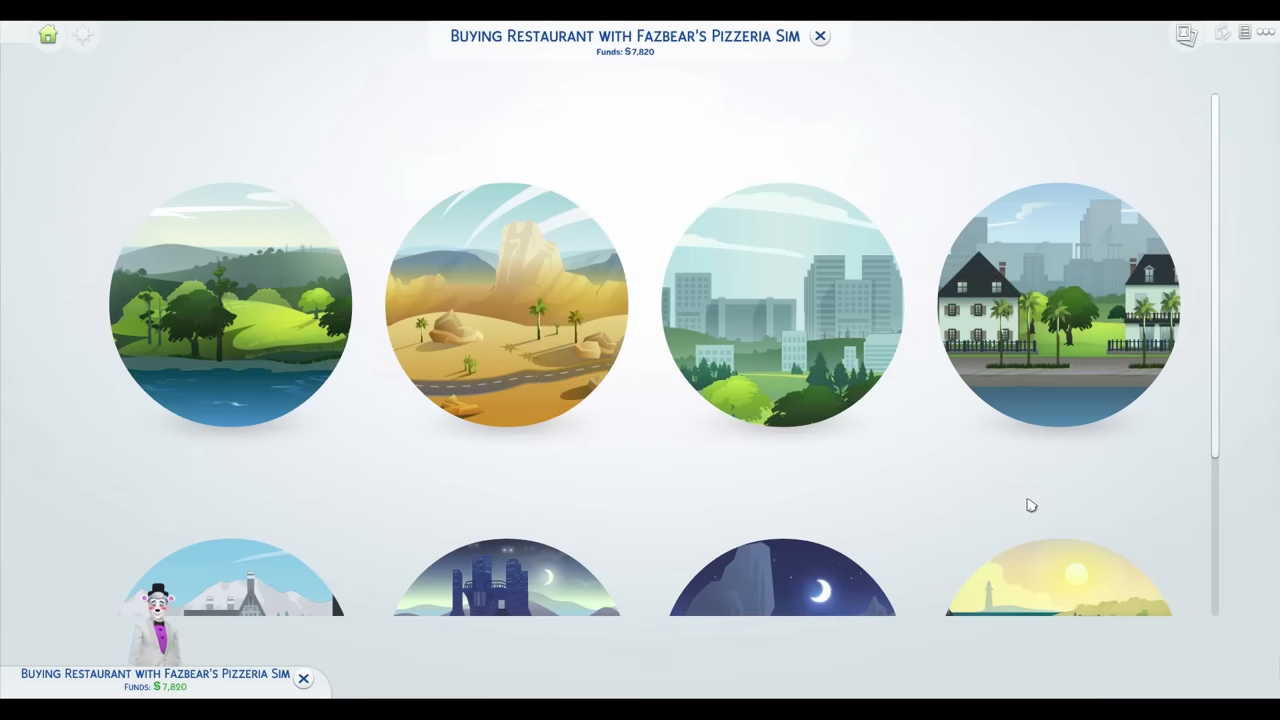 BUYING RESTAURANT WITH FAZBEAR'S PIZZERIA SIM
Funds: §7,820
BUYING RESTAURANT WITH FAZBEAR'S PIZZERIA SIM
FUNDS: §7,820